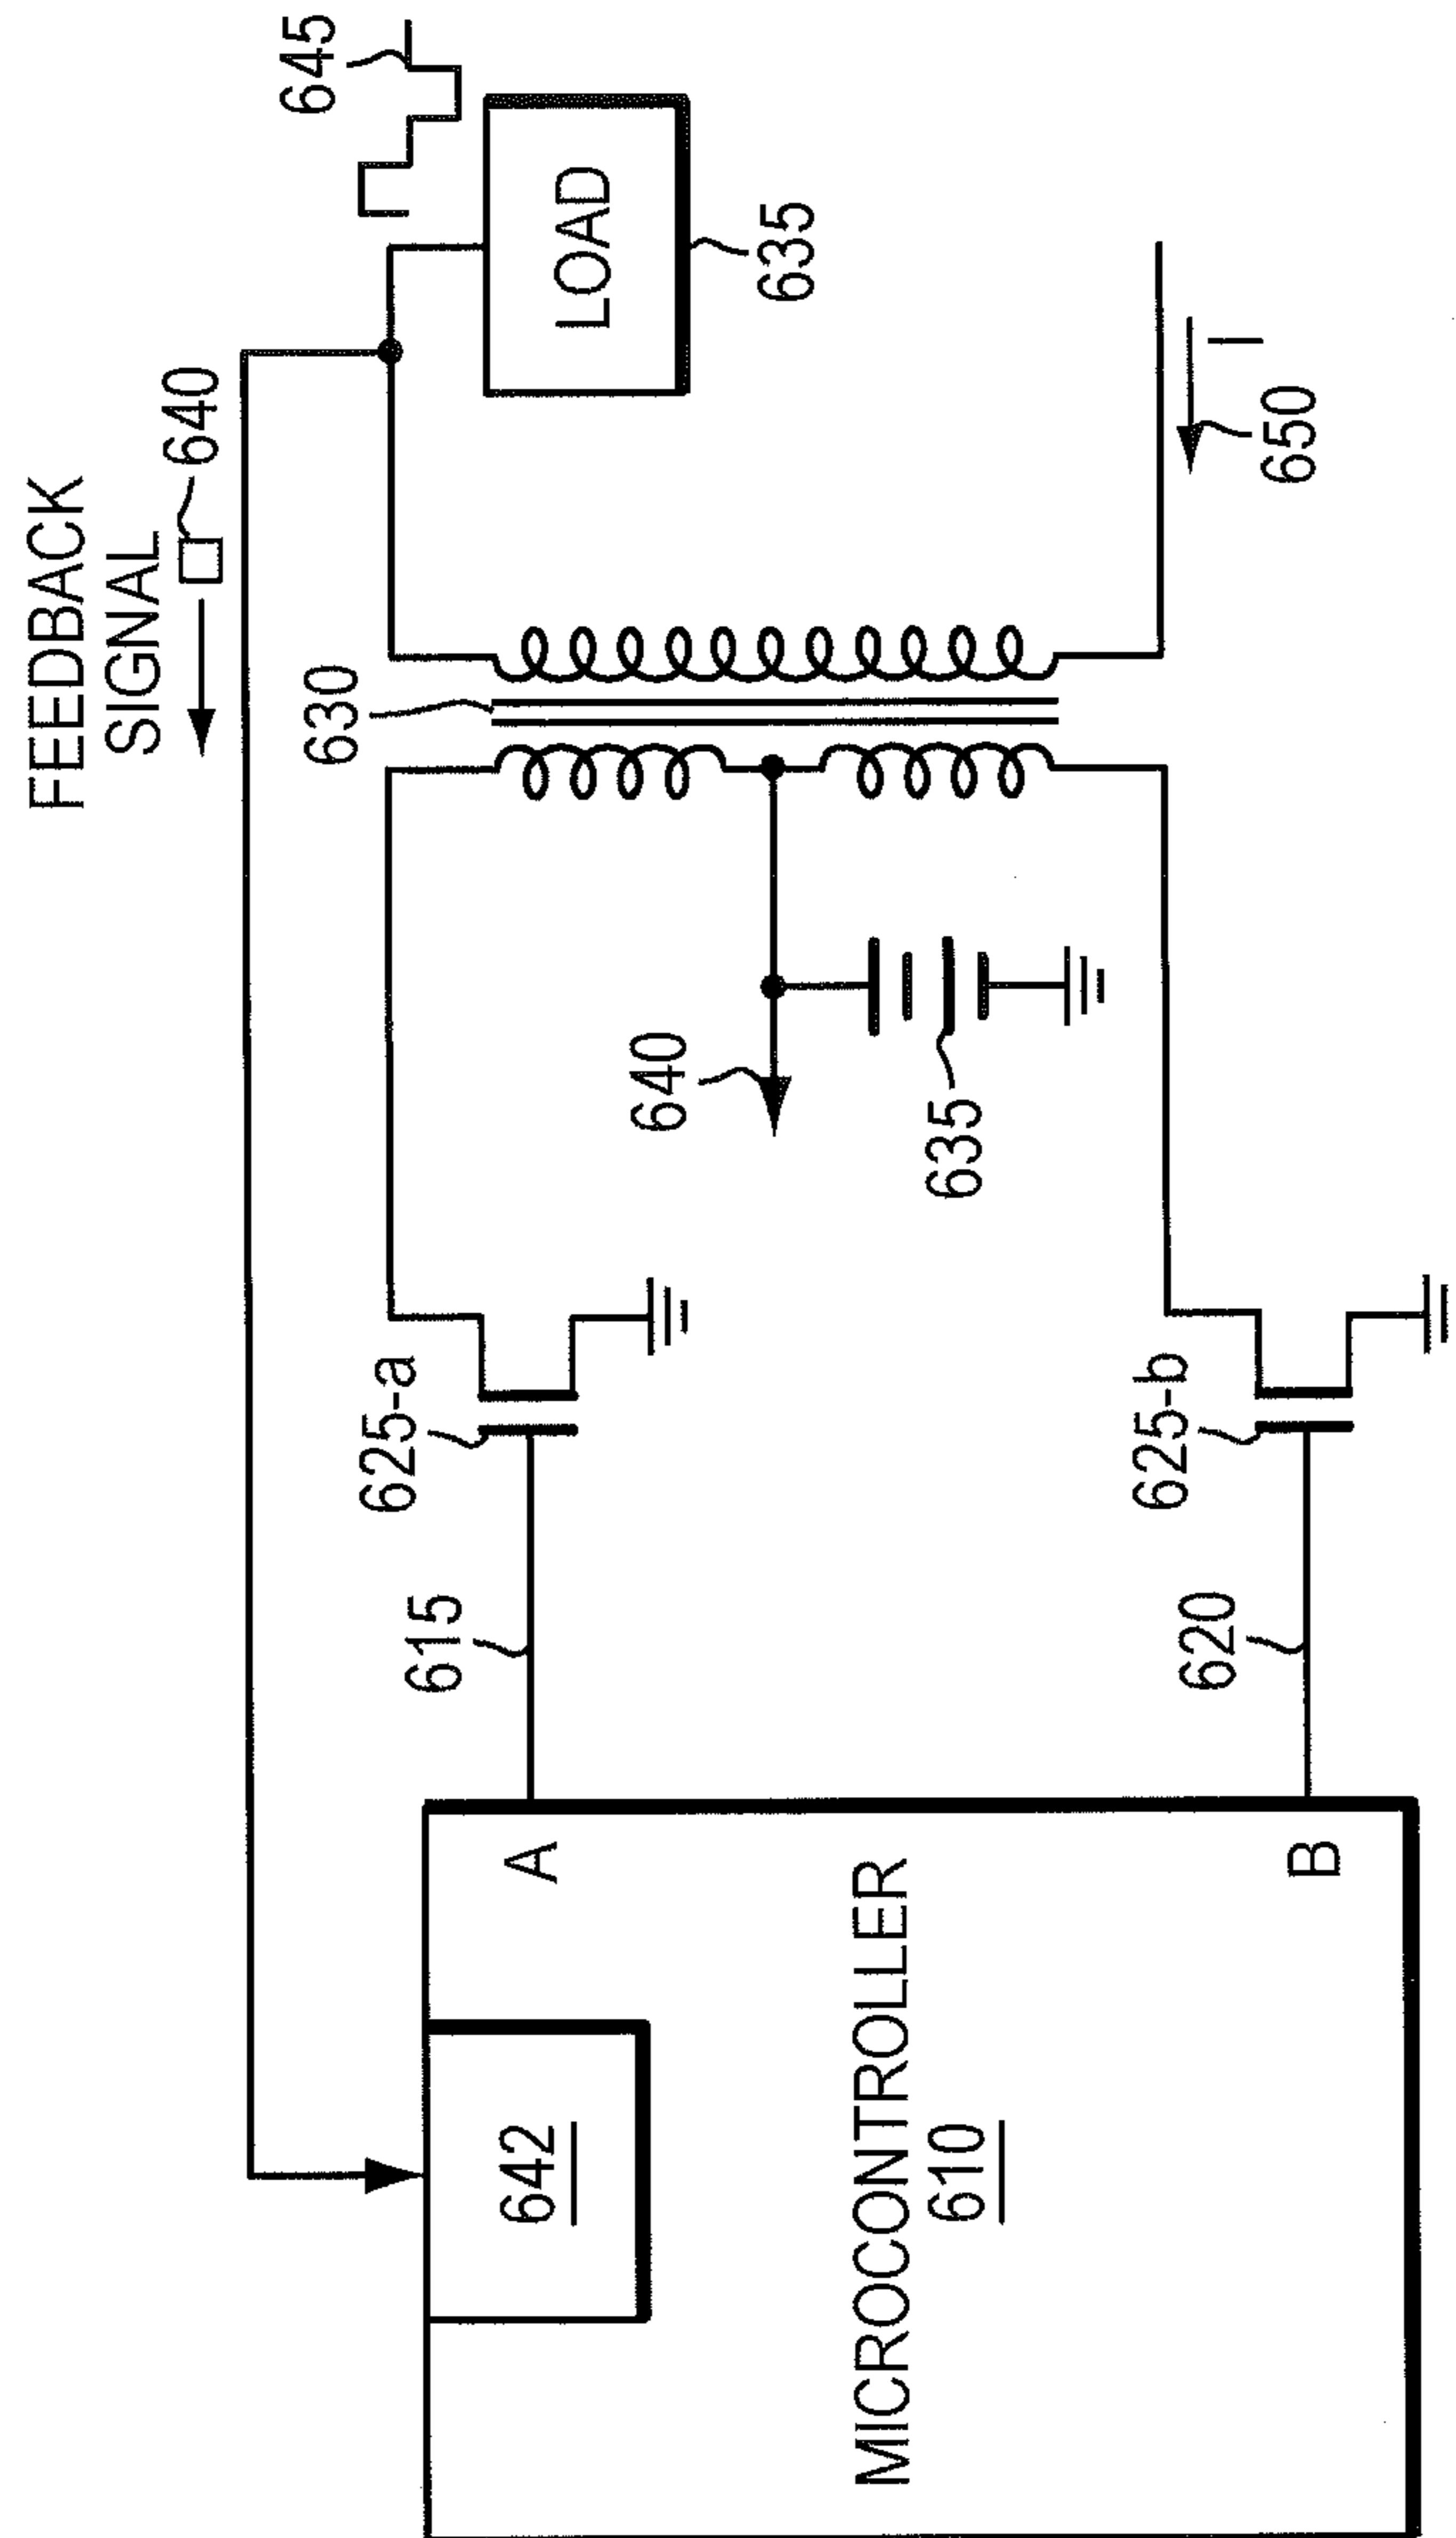 FEEDBACK
SIGNAL
640
645
630
LOAD
635
625-a
615
640
635
650
I
642
A
MICROCONTROLLER
610
625-b
620
B